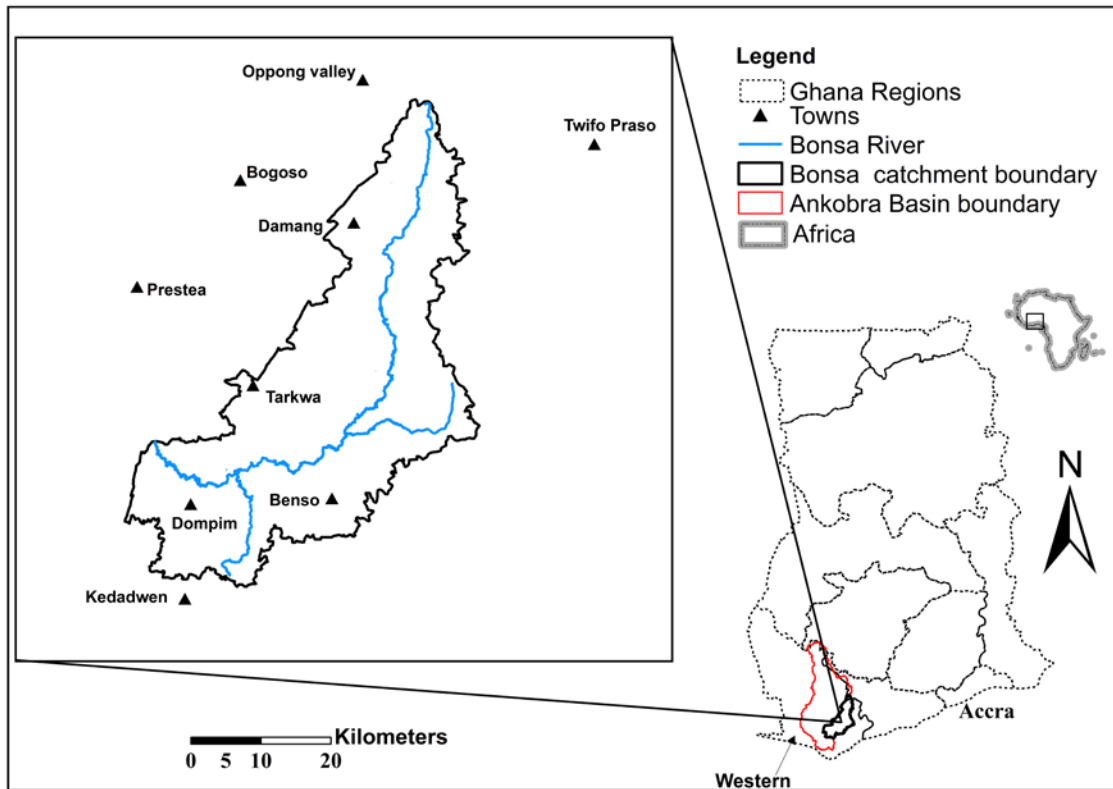 Oppong valley
Twifo Praso
Bogoso
Damang
Prestea
Tarkwa
Benso
Dompim
Kedadwen
Kilometers
0 5 10 20
Legend
Ghana Regions
Towns
Bonsa River
Bonsa catchment boundary
Ankobra Basin boundary
Africa
N
Accra
Western